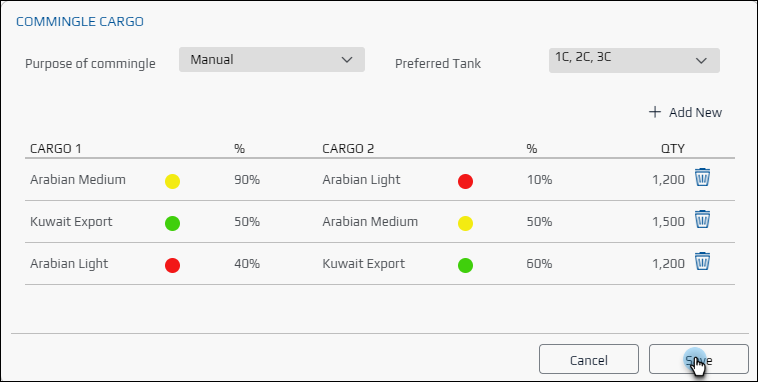 COMMINGLE CARGO
Purpose of commingle Manual Preferred Tank 1C, 2C, 3C
+ Add New
CARGO 1 % CARGO 2 % QTY
Arabian Medium 90% Arabian Light 10% 1,200
Kuwait Export 50% Arabian Medium 50% 1,500
Arabian Light 40% Kuwait Export 60% 1,200
Cancel Save